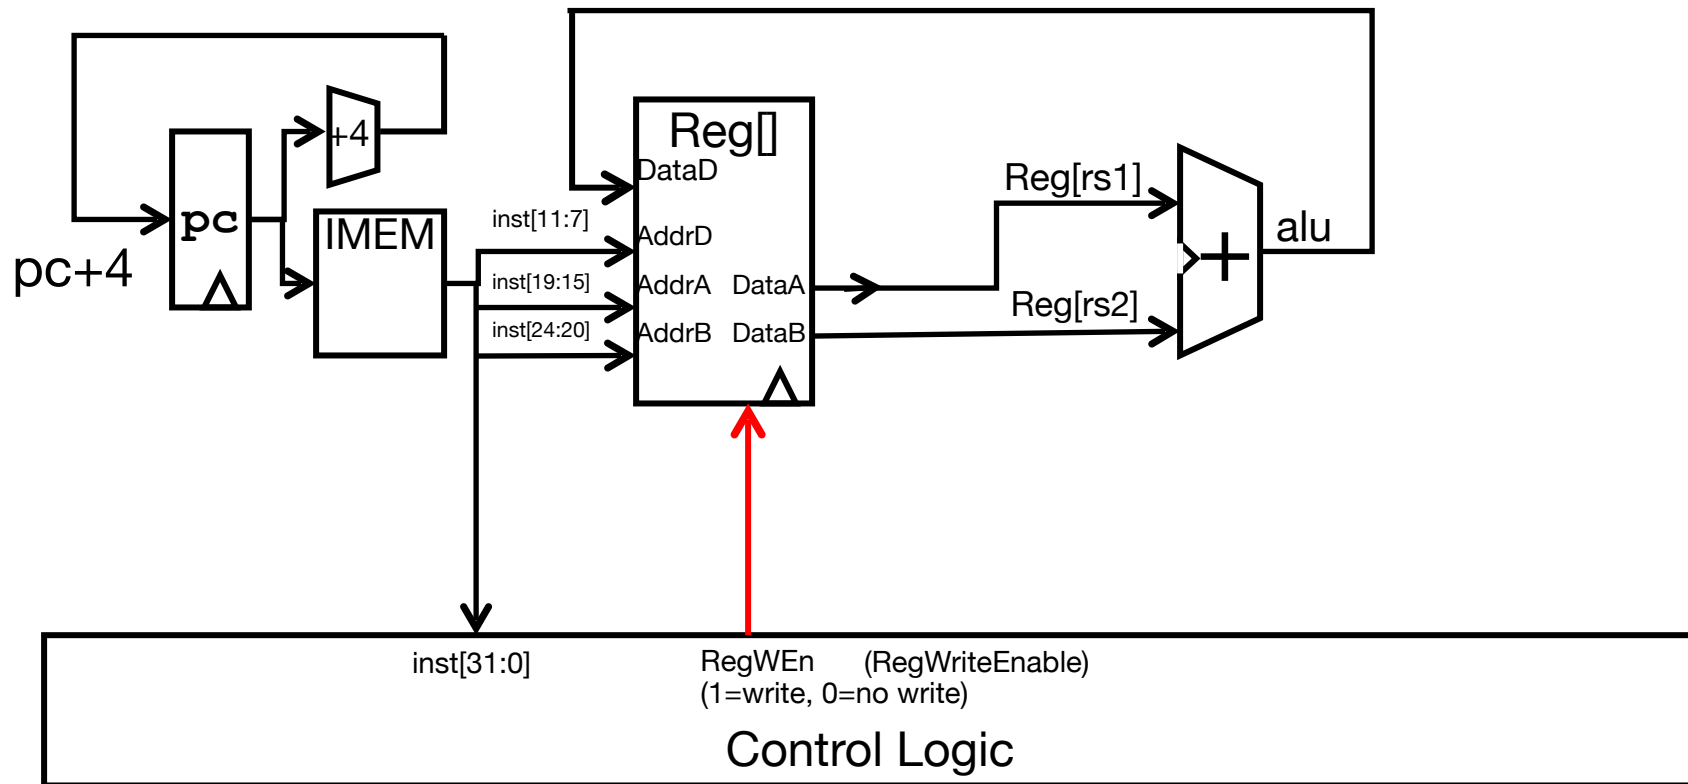 +4
pc
pc+4
IMEM
inst[11:7]
inst[19:15]
inst[24:20]
Reg[]
DataD
AddrD
AddrA DataA
AddrB DataB
Reg[rs1]
Reg[rs2]
+
alu
inst[31:0]
RegWEn (RegWriteEnable)
(1=write, 0=no write)
Control Logic